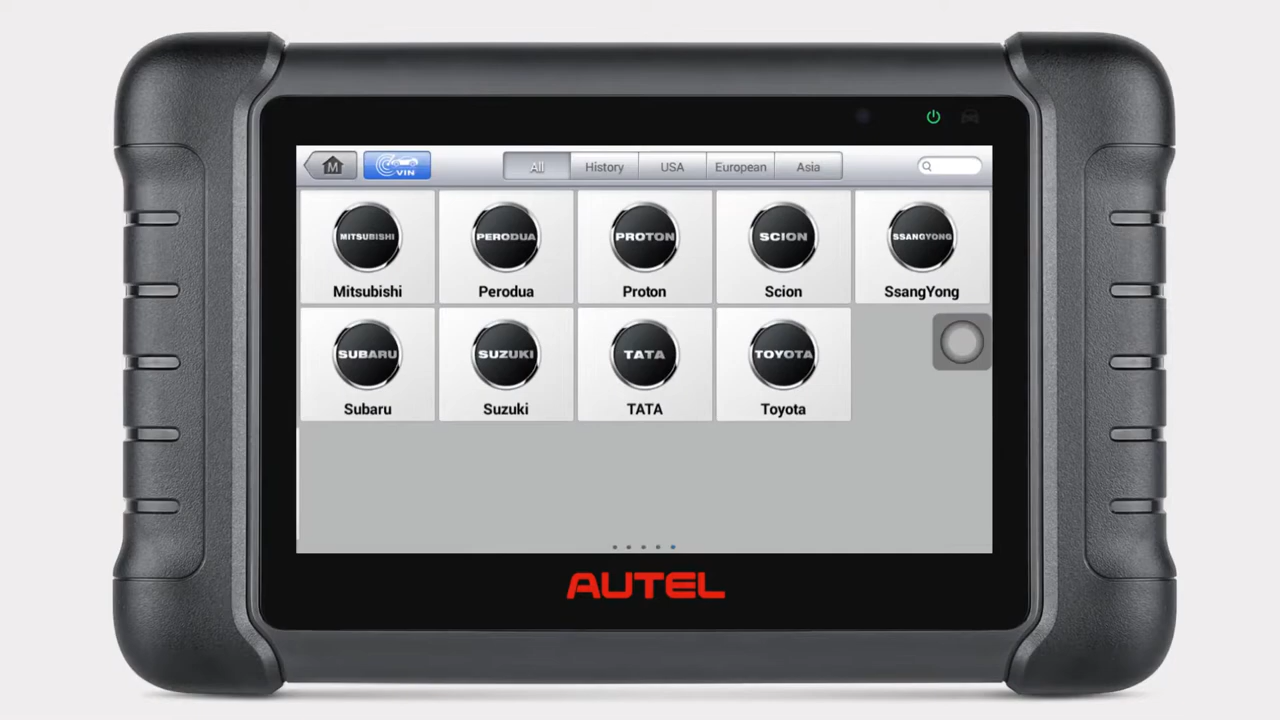 M
VIN
All
History
USA
European
Asia
MITSUBISHI
PERODUA
PROTON
SCION
SSANGYONG
Mitsubishi
Perodua
Proton
Scion
SsangYong
SUBARU
SUZUKI
TATA
TOYOTA
Subaru
Suzuki
TATA
Toyota
AUTEL